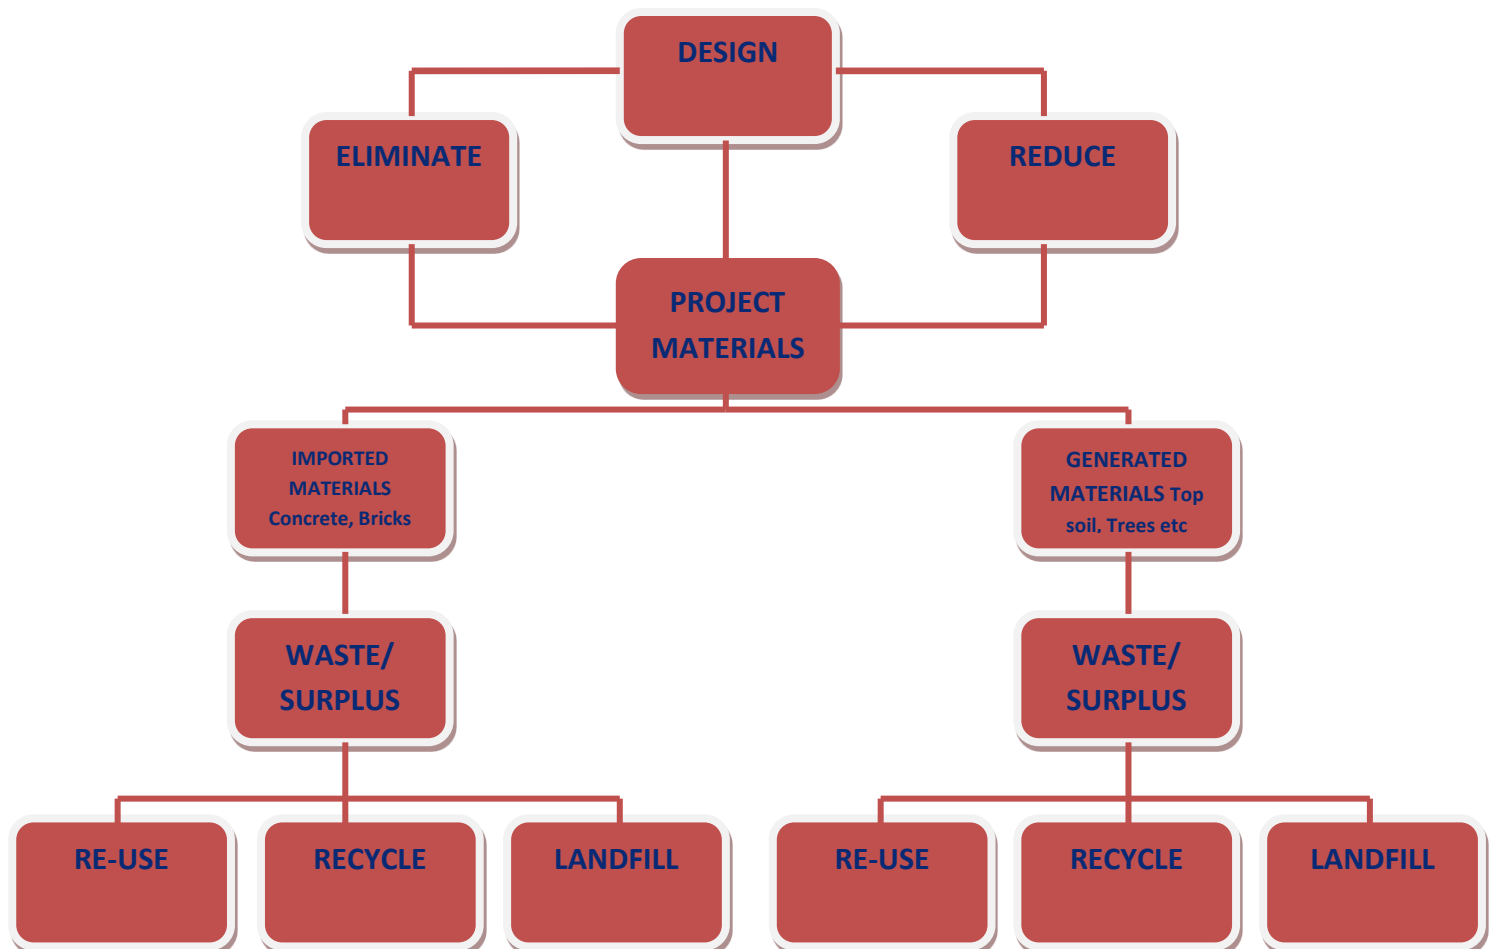 DESIGN
ELIMINATE
REDUCE
PROJECT
MATERIALS
IMPORTED
MATERIALS
Concrete, Bricks
GENERATED
MATERIALS Top
soil, Trees etc
WASTE/
SURPLUS
WASTE/
SURPLUS
RE-USE
RECYCLE
LANDFILL
RE-USE
RECYCLE
LANDFILL